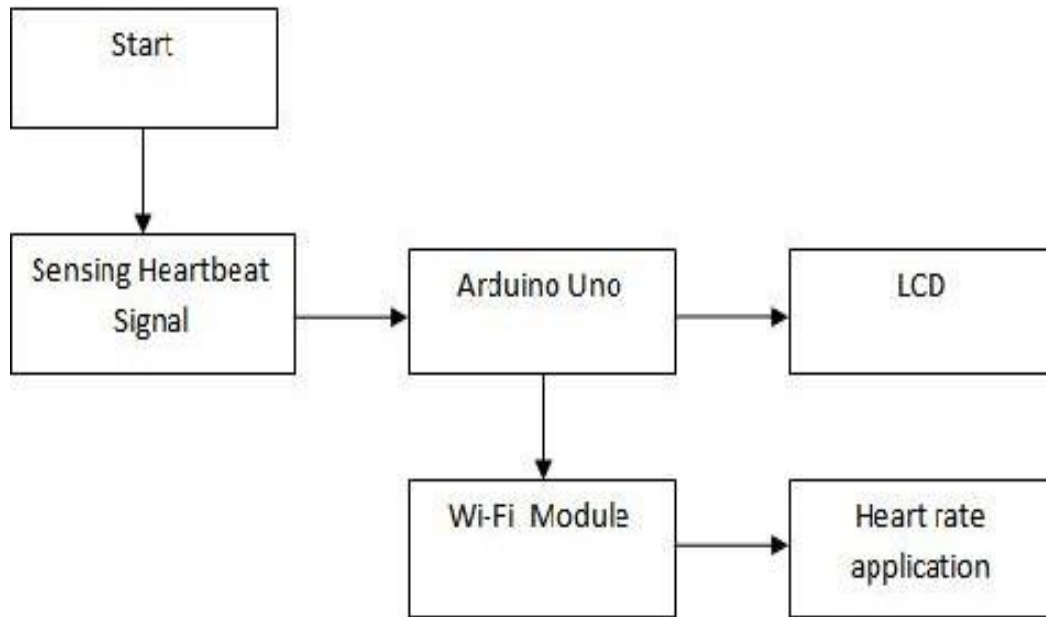 Start
Sensing Heartbeat
Signal
Arduino Uno
LCD
Wi-Fi Module
Heart rate
application